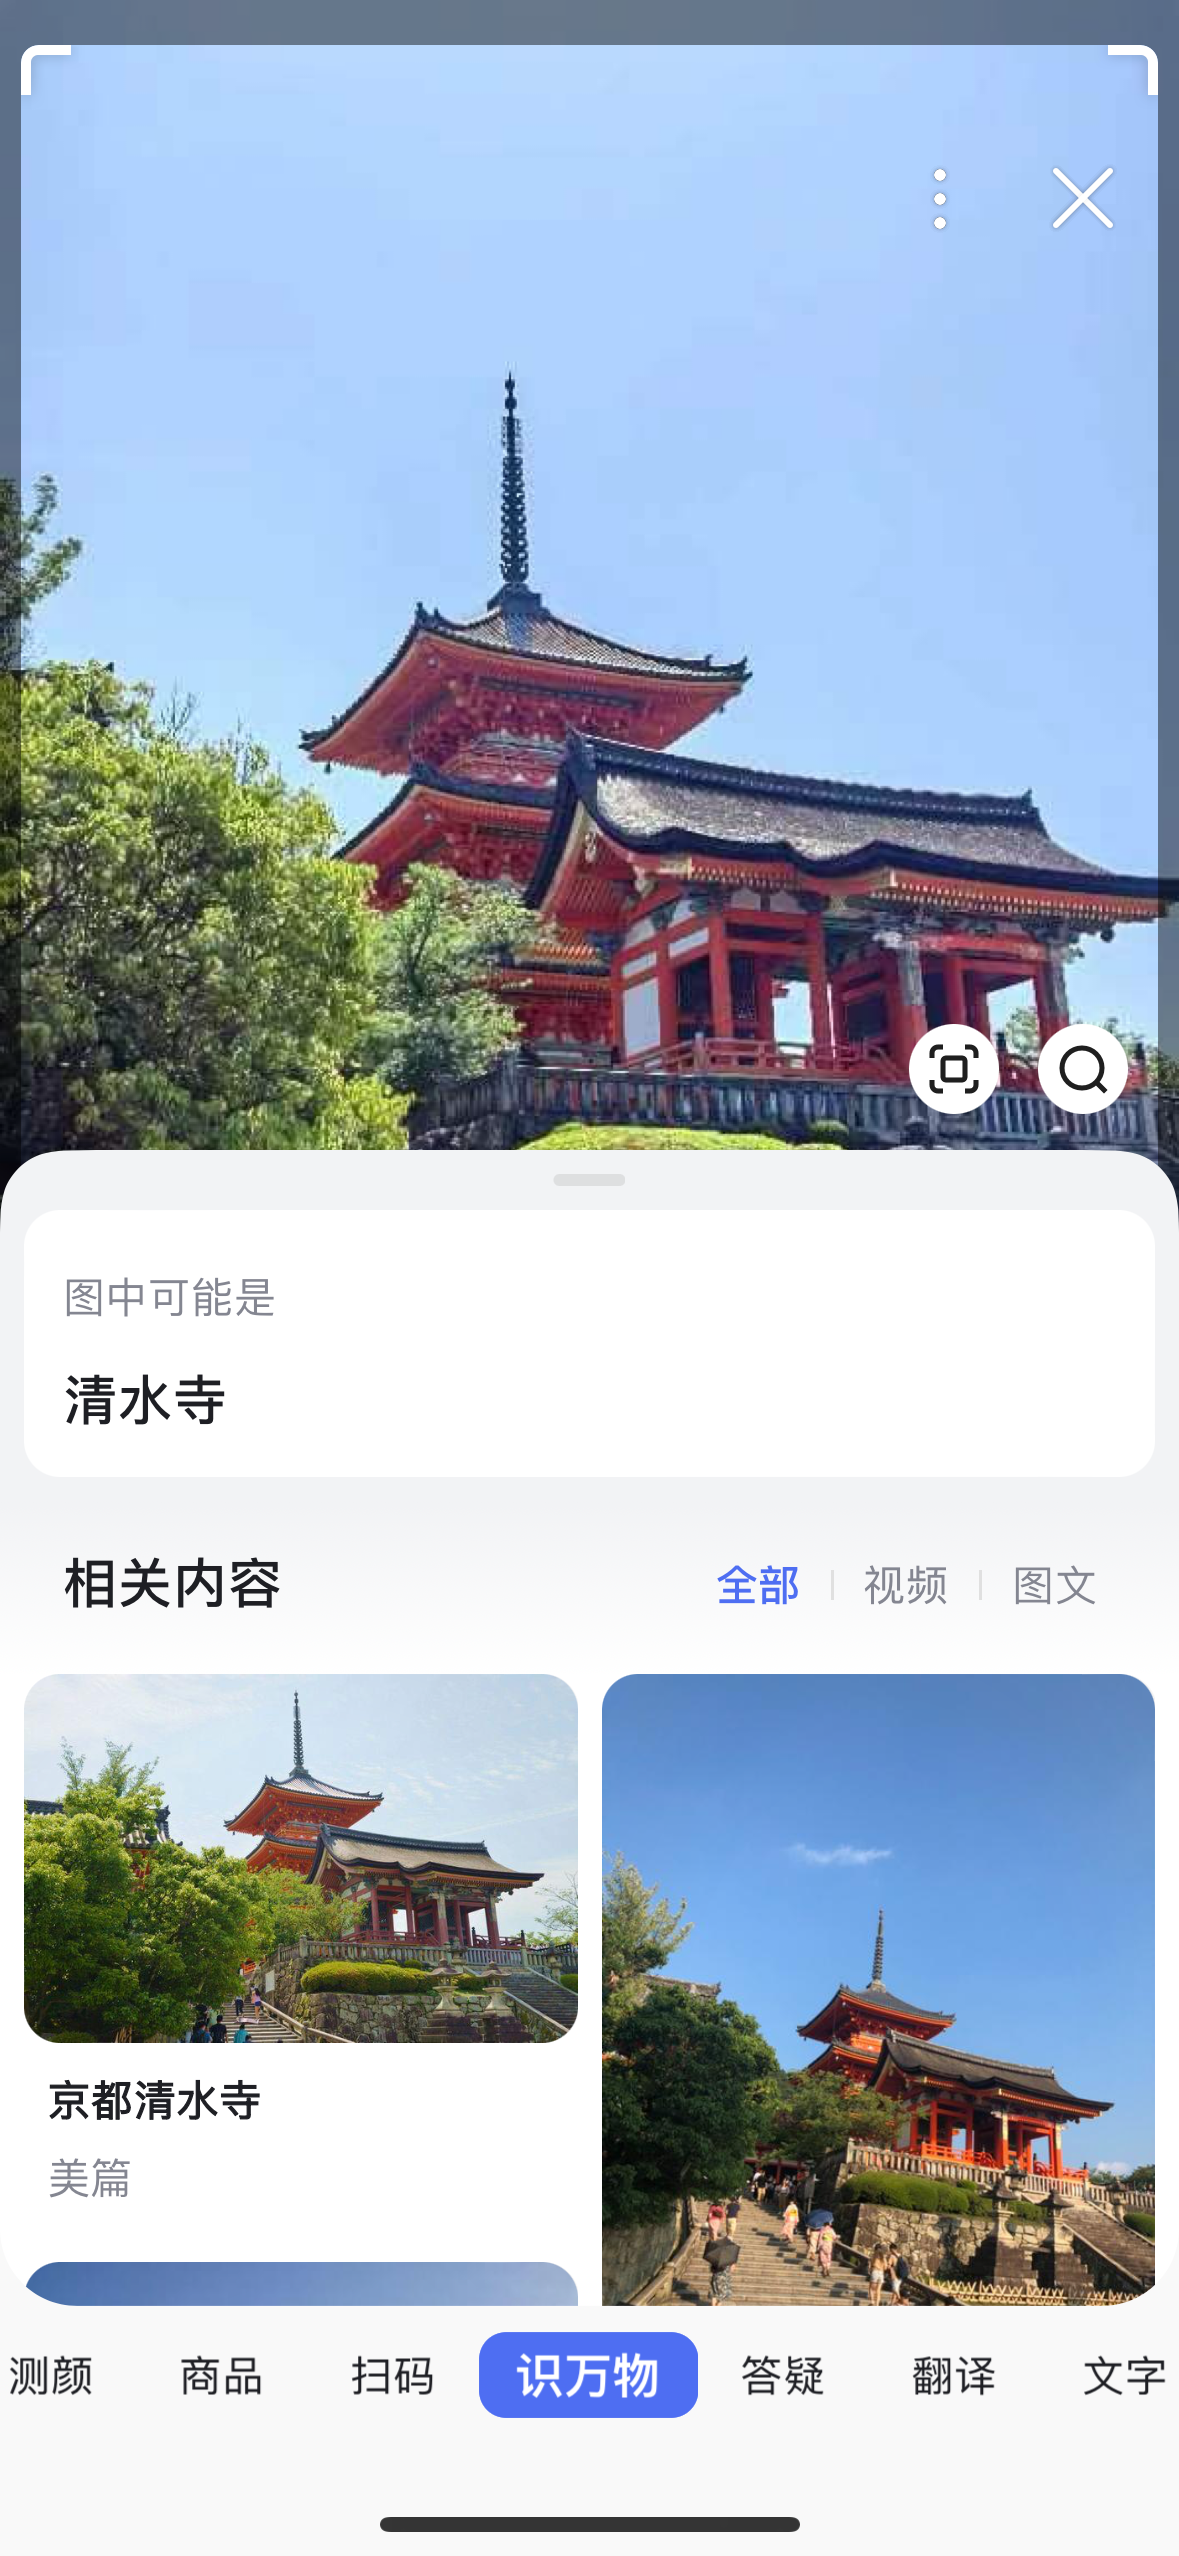 图中可能是
清水寺
相关内容
全部 视频 图文
京都清水寺
美篇
测颜 商品 扫码 识万物 答疑 翻译 文字